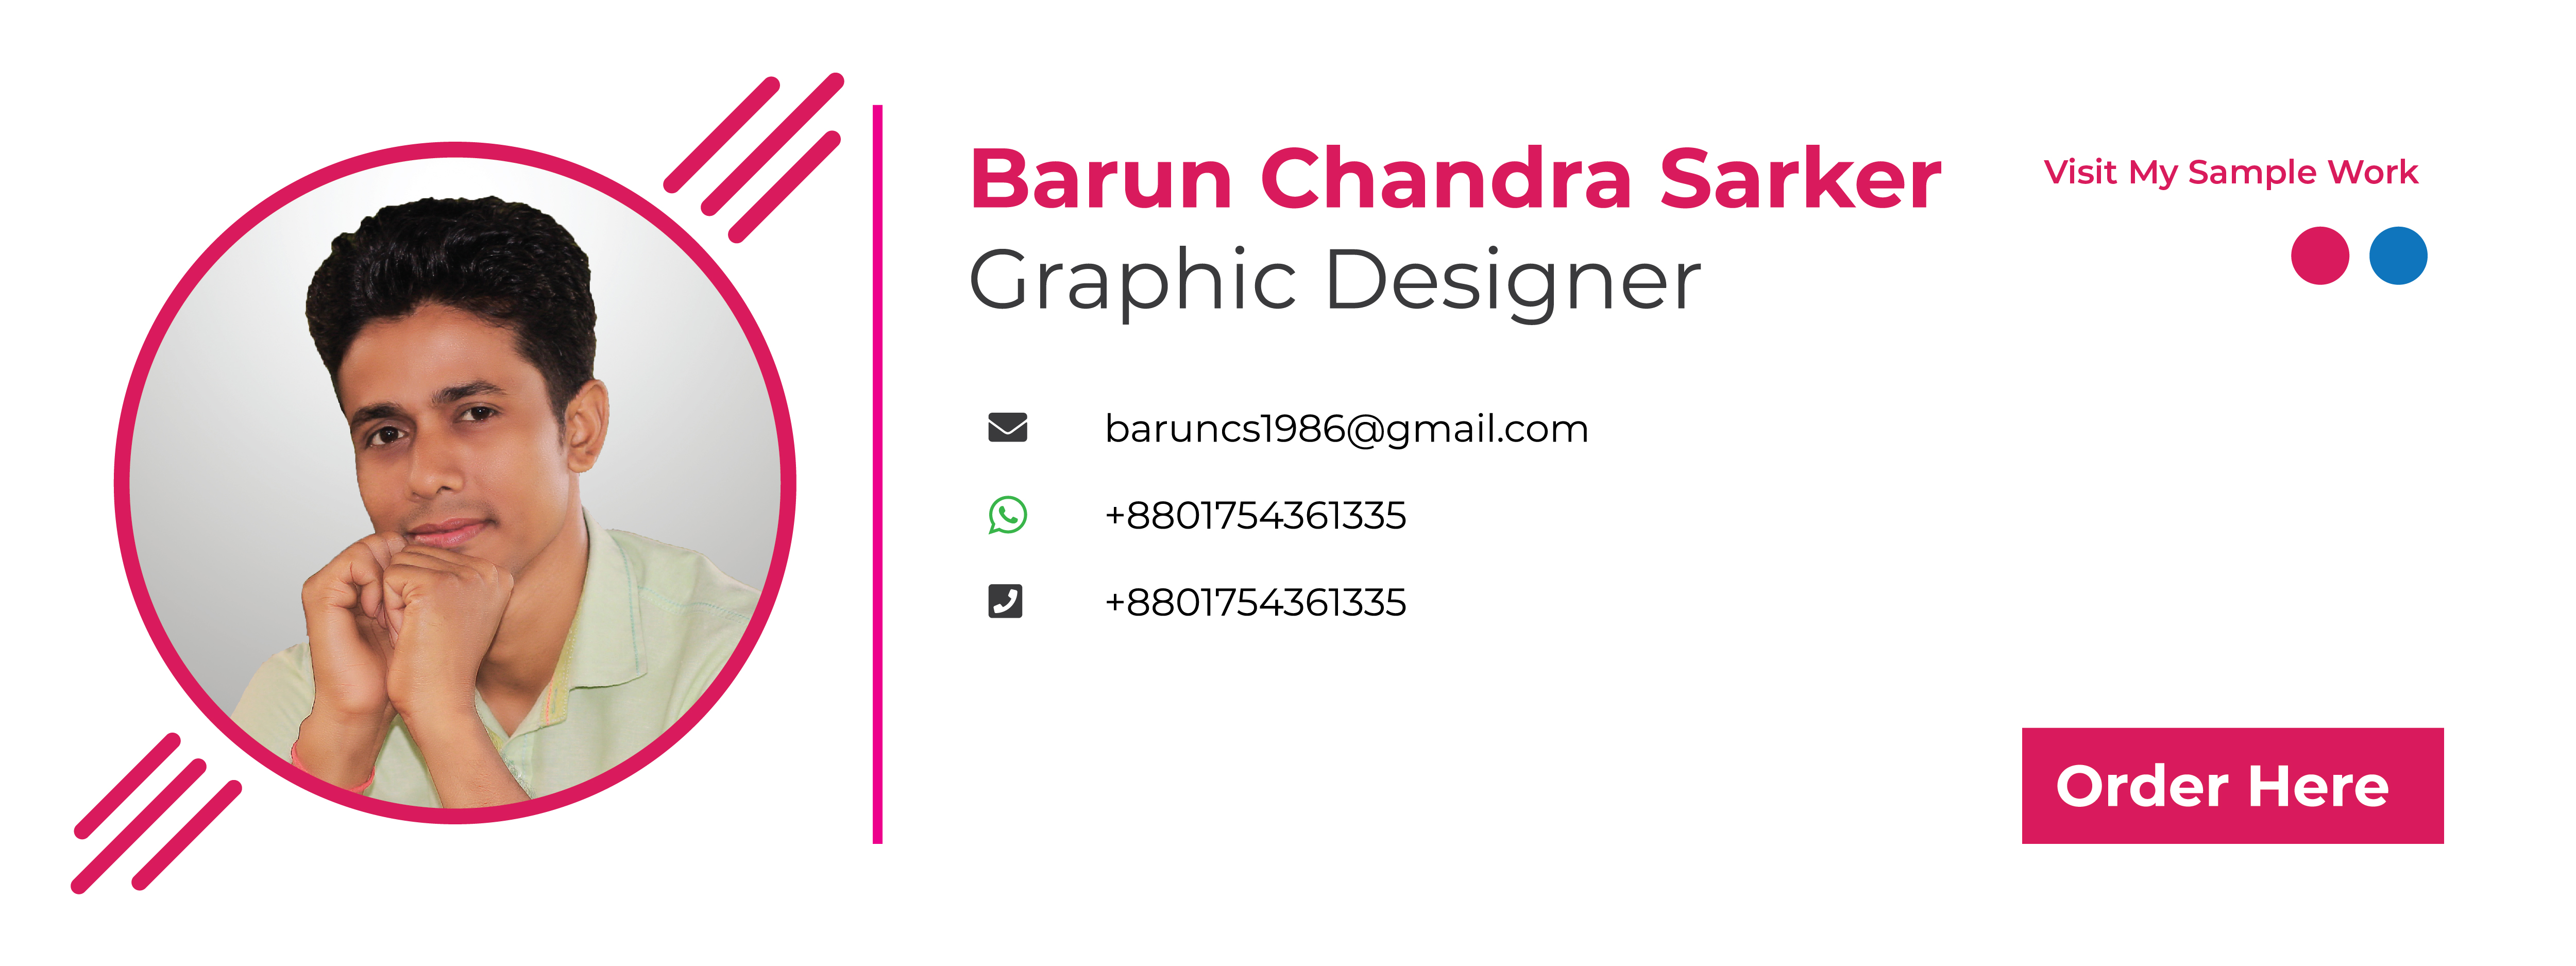 Barun Chandra Sarker
Graphic Designer
baruncs1986@gmail.com
+8801754361335
+8801754361335
Visit My Sample Work
Order Here